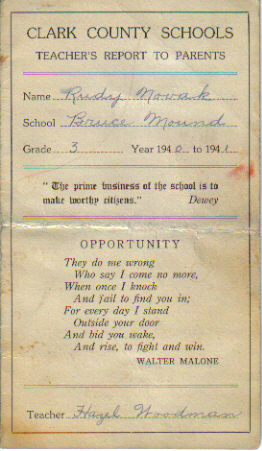 CLARK COUNTY SCHOOLS
TEACHER'S REPORT TO PARENTS
Name Rudy Novak
School Bruce Mound
Grade 3 Year 1940 to 1941
"The prime business of the school is to
make worthy citizens." Dewey
OPPORTUNITY
They do me wrong
Who say I come no more,
When once I knock
And fail to find you in;
For every day I stand
Outside your door
And bid you wake,
And rise, to fight and win.
WALTER MALONE
Teacher Hazel Woodman